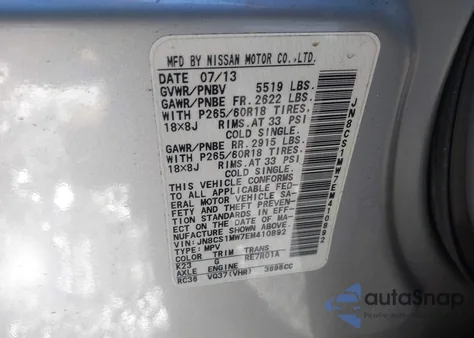 MFD BY NISSAN MOTOR CO.,LTD.
DATE 07/13
GVWR/PNBV 5519 LBS.
GAWR/PNBE FR. 2622 LBS.
WITH P265/60R18 TIRES.
18X8J RIMS.AT 33 PSI
COLD SINGLE.
GAWR/PNBE RR. 2915 LBS.
WITH P265/60R18 TIRES.
18X8J RIMS.AT 33 PSI
COLD SINGLE.
THIS VEHICLE CONFORMS
TO ALL APPLICABLE FED-
ERAL MOTOR VEHICLE SA-
FETY AND THEFT PREVEN-
TION STANDARDS IN EFFE-
CT ON THE DATE OF MA-
NUFACTURE SHOWN ABOVE.
VIN: JN8CS1MW7EM410892
TYPE: MPV
COLOR TRIM TRANS
K23 G RE7R01A
RC36 VQ37(VHR) 3696CC
JN8CS1MW7EM410892
autoSnap